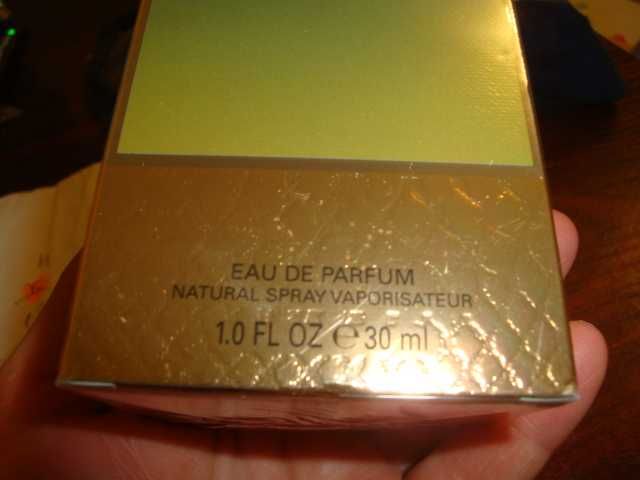 EAU DE PARFUM
NATURAL SPRAY VAPORISATEUR
1.0 FL OZ ℮ 30 ml